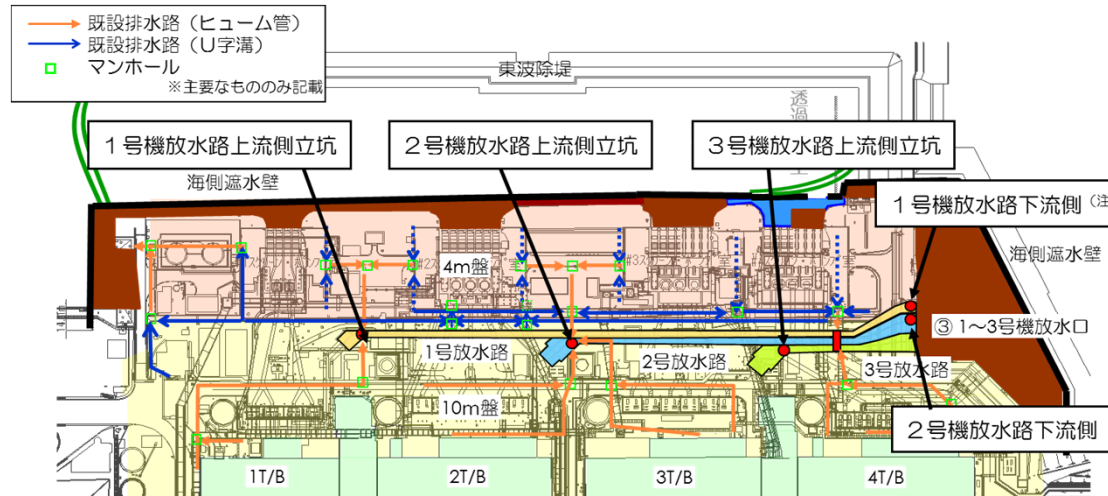 既設排水路（ヒューム管）
既設排水路（U字溝）
マンホール
※主要なもののみ記載
東波除堤
透過
1号機放水路上流側立坑
2号機放水路上流側立坑
3号機放水路上流側立坑
海側遮水壁
1号機放水路下流側（注
海側遮水壁
4m盤
③ 1～3号機放水口
1号放水路
2号放水路
3号放水路
10m盤
2号機放水路下流側
1T/B
2T/B
3T/B
4T/B